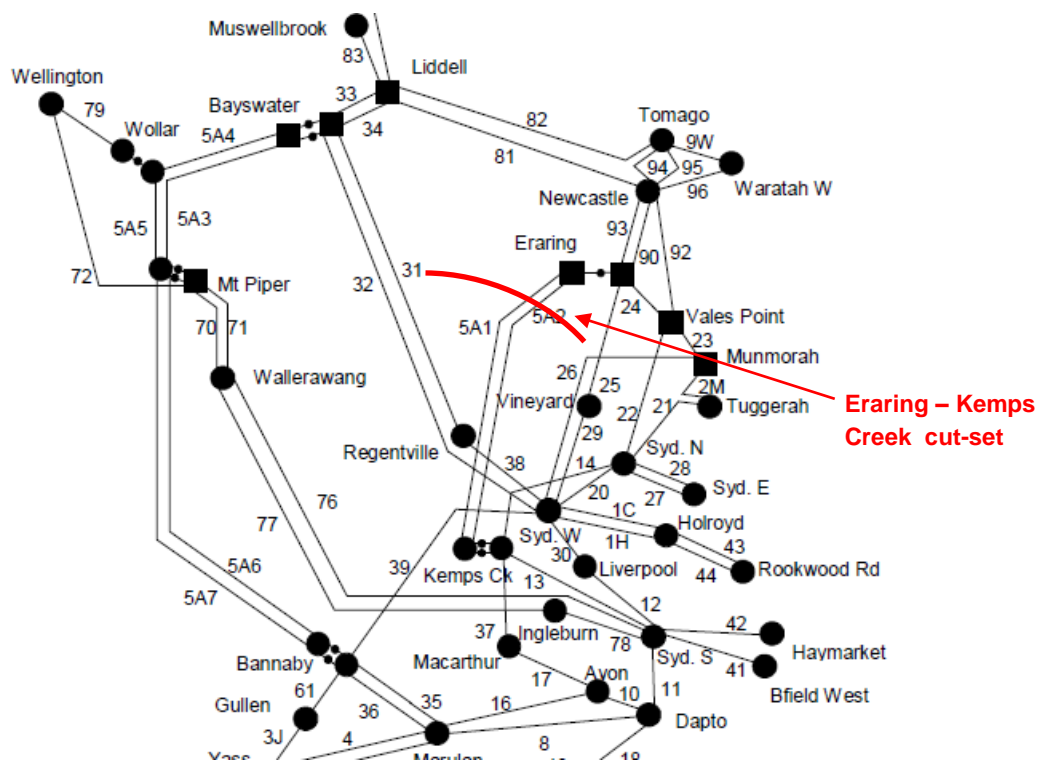 Muswellbrook
83
Liddell
Wellington
79
Bayswater
33
34
82
Tomago
9W
Wollar
5A4
81
94
95
96
Waratah W
Newcastle
5A5
5A3
93
Eraring
90
92
72
Mt Piper
32
31
24
5A1
5A2
Vales Point
70
71
23
Munmorah
Wallerawang
26
25
2M
Vineyard
22
21
Tuggerah
Eraring – Kemps
Creek cut-set
29
Regentville
38
14
Syd. N
28
20
27
Syd. E
76
77
1C
Holroyd
Syd. W
1H
43
39
30
44
Rookwood Rd
Kemps Ck
Liverpool
13
5A6
5A7
12
42
37
Ingleburn
78
Haymarket
Macarthur
Syd. S
41
Bannaby
Avon
Bfield West
61
17
10
11
Gullen
36
35
16
Dapto
3J
4
8
Yass
Marulan
18